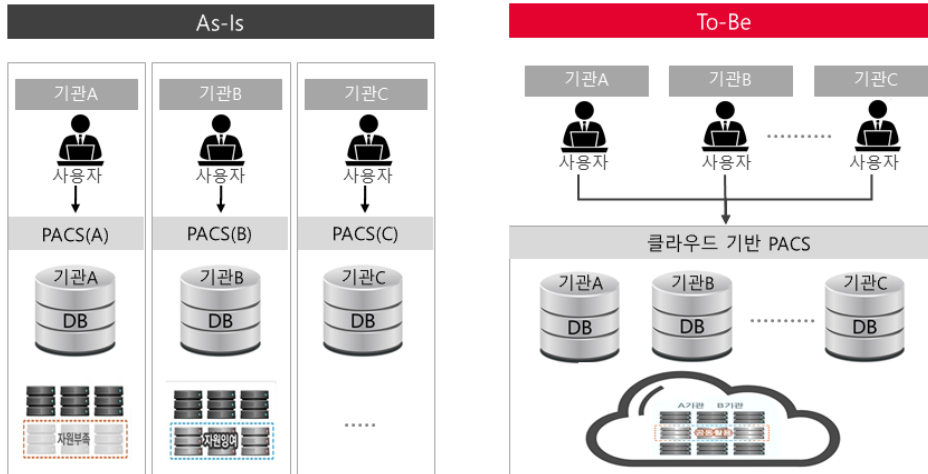 As-Is
기관A
기관B
기관C
사용자
사용자
사용자
PACS(A)
PACS(B)
PACS(C)
기관A
DB
기관B
DB
기관C
DB
자원부족
자원잉여
.....
To-Be
기관A
기관B
기관C
..........
사용자
사용자
사용자
클라우드 기반 PACS
기관A
DB
기관B
DB
..........
기관C
DB
A기관 B기관
공동활용